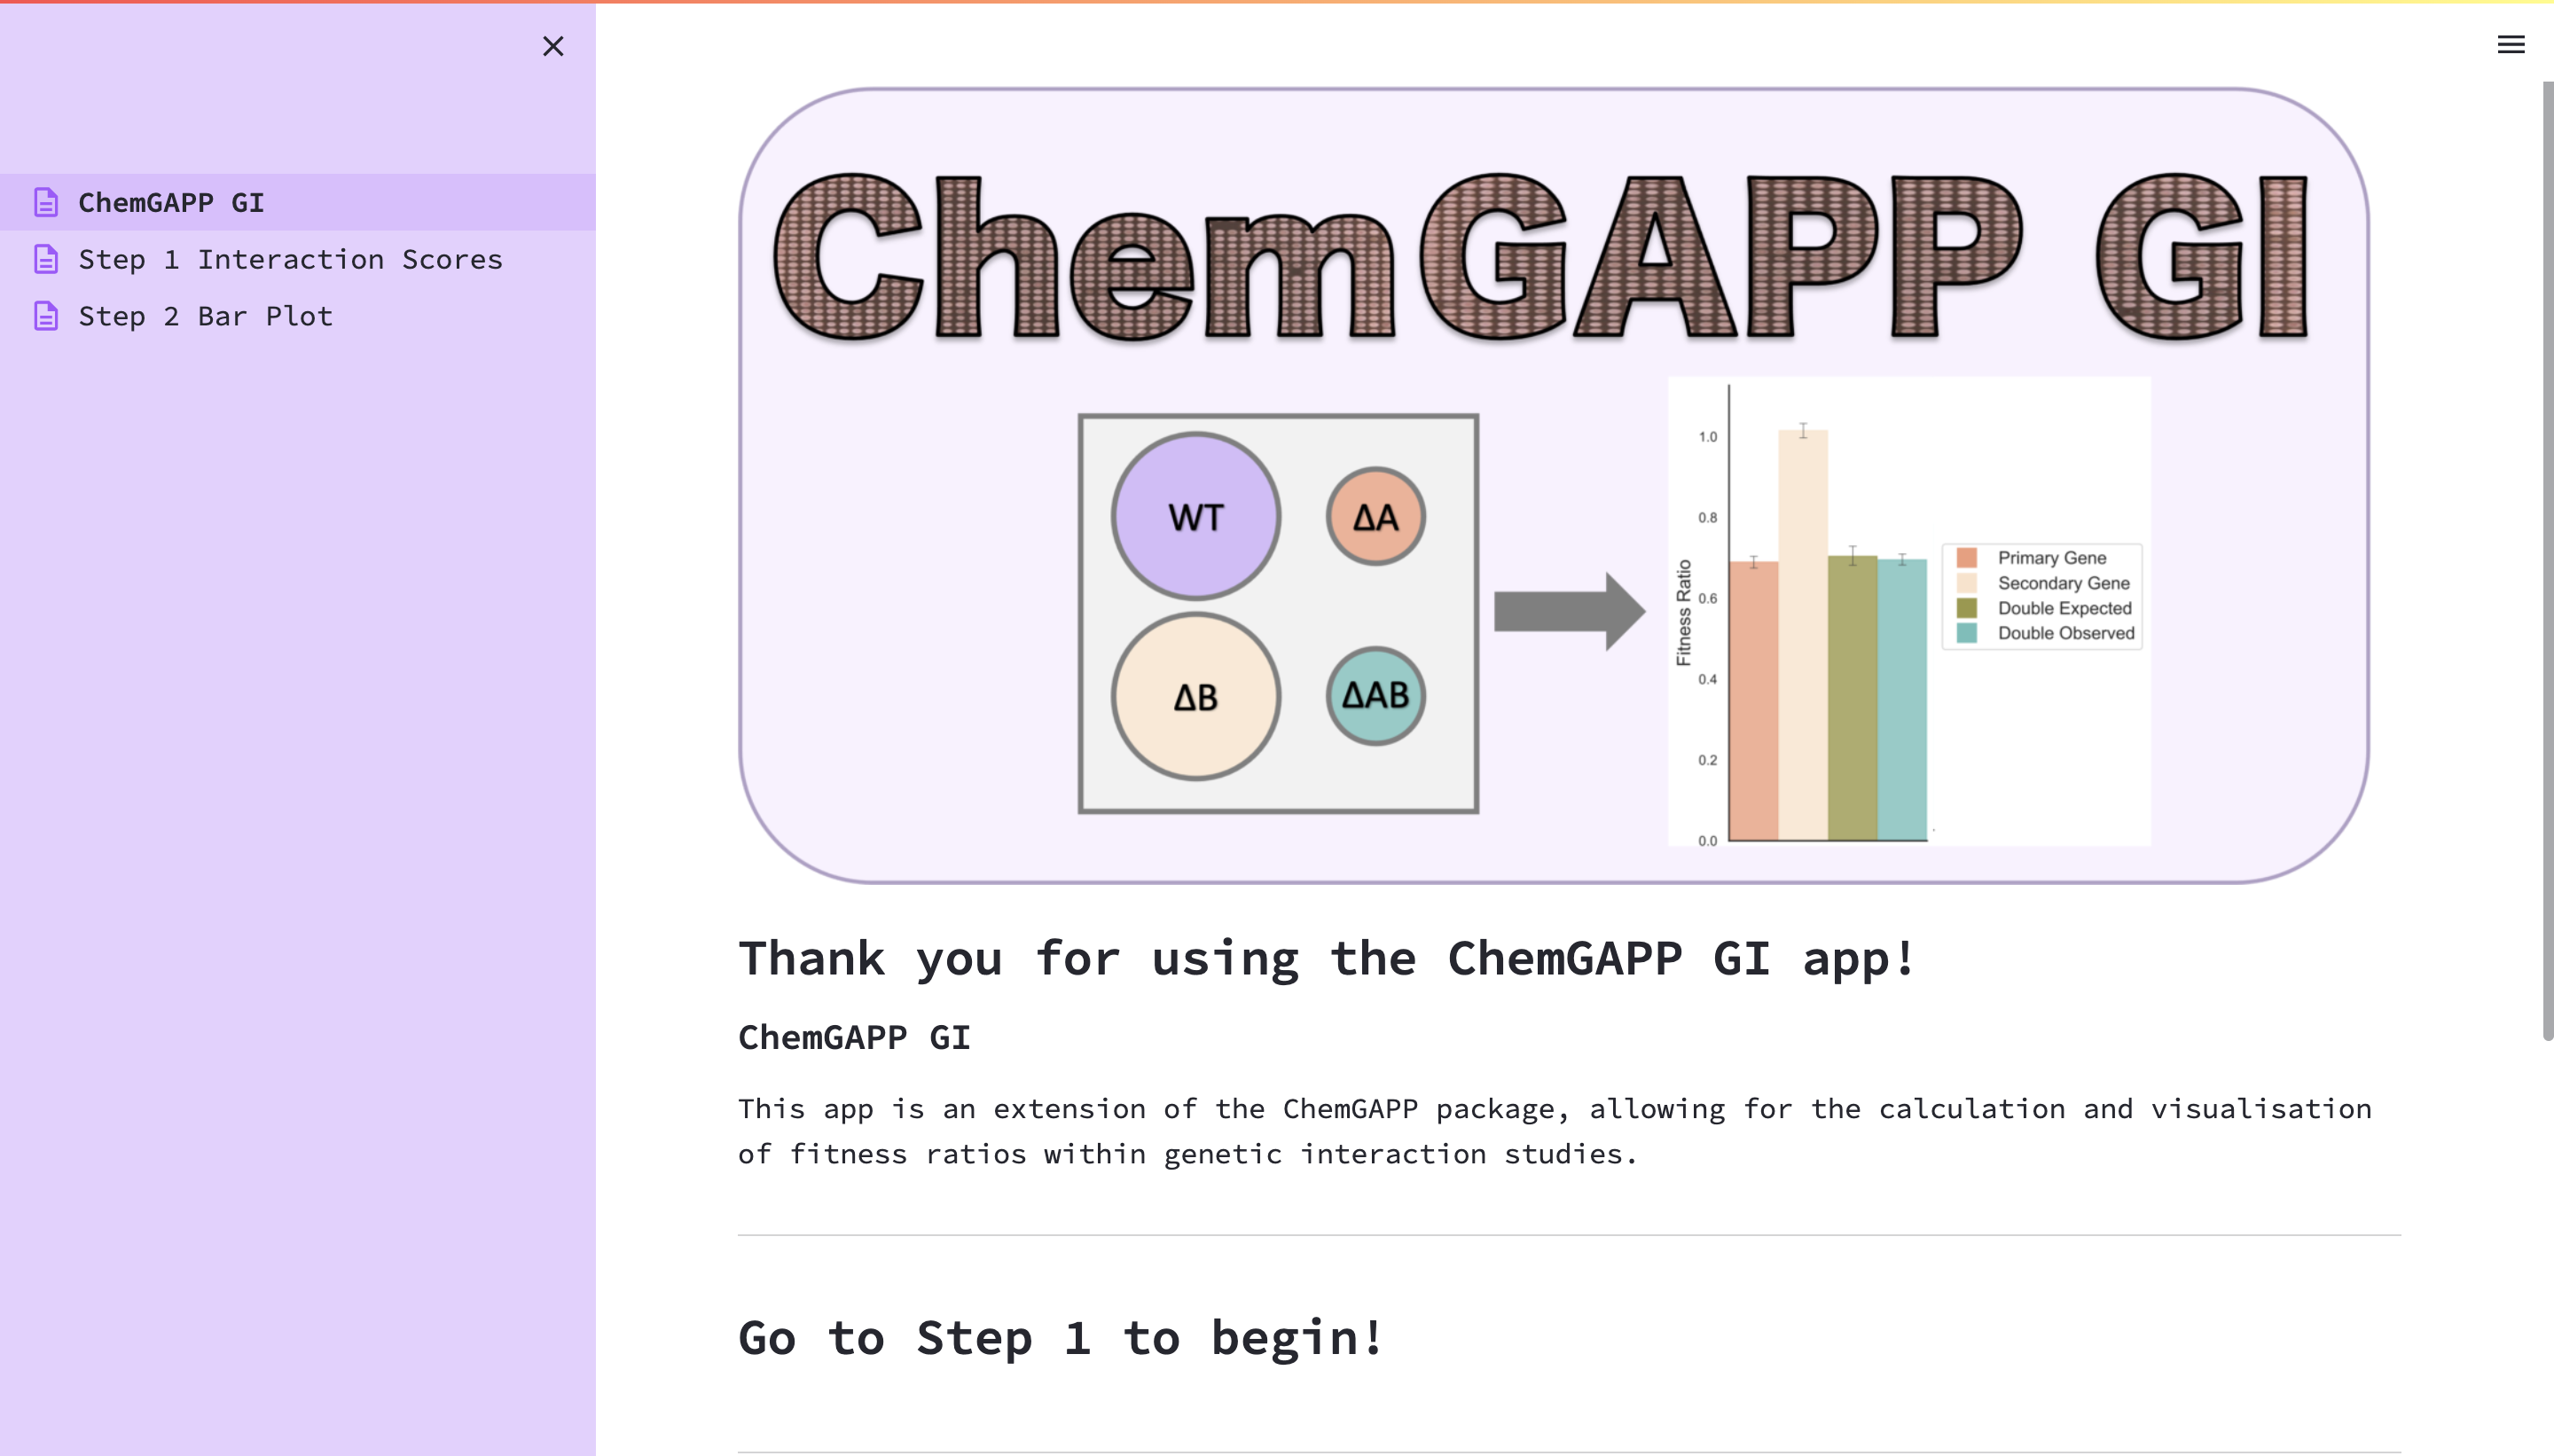 ChemGAPP GI
Step 1 Interaction Scores
Step 2 Bar Plot
ChemGAPP GI
WT
ΔA
ΔB
ΔAB
Fitness Ratio
1.0
0.8
0.6
0.4
0.2
0.0
Primary Gene
Secondary Gene
Double Expected
Double Observed
Thank you for using the ChemGAPP GI app!
ChemGAPP GI
This app is an extension of the ChemGAPP package, allowing for the calculation and visualisation
of fitness ratios within genetic interaction studies.
Go to Step 1 to begin!